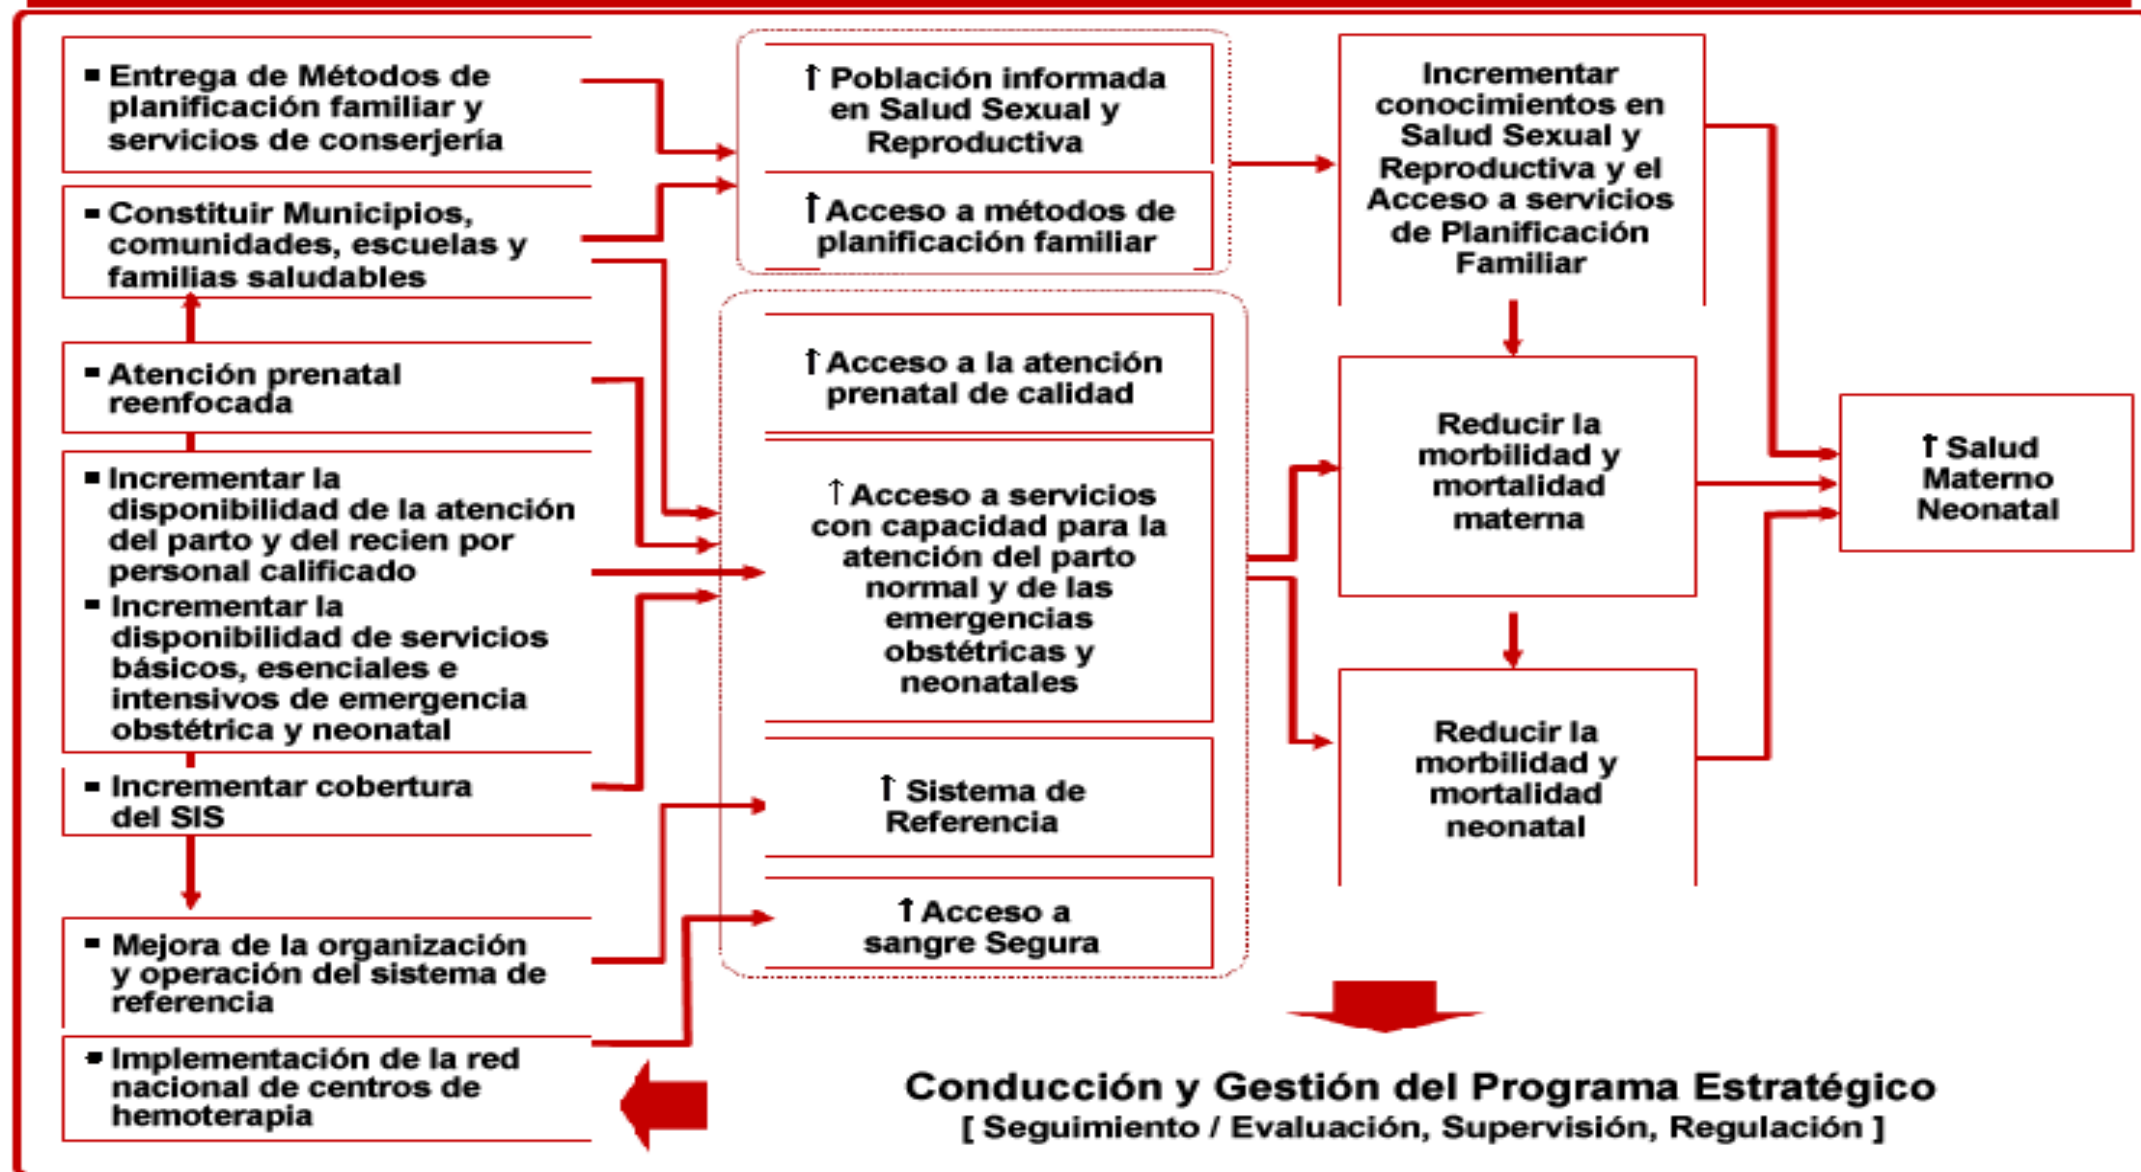 ▪ Entrega de Métodos de
planificación familiar y
servicios de conserjería
▪ Constituir Municipios,
comunidades, escuelas y
familias saludables
▪ Atención prenatal
reenfocada
▪ Incrementar la
disponibilidad de la atención
del parto y del recien por
personal calificado
▪ Incrementar la
disponibilidad de servicios
básicos, esenciales e
intensivos de emergencia
obstétrica y neonatal
▪ Incrementar cobertura
del SIS
▪ Mejora de la organización
y operación del sistema de
referencia
▪ Implementación de la red
nacional de centros de
hemoterapia
↑ Población informada
en Salud Sexual y
Reproductiva
↑ Acceso a métodos de
planificación familiar
↑ Acceso a la atención
prenatal de calidad
↑ Acceso a servicios
con capacidad para la
atención del parto
normal y de las
emergencias
obstétricas y
neonatales
↑ Sistema de
Referencia
↑ Acceso a
sangre Segura
Incrementar
conocimientos en
Salud Sexual y
Reproductiva y el
Acceso a servicios
de Planificación
Familiar
Reducir la
morbilidad y
mortalidad
materna
Reducir la
morbilidad y
mortalidad
neonatal
↑ Salud
Materno
Neonatal
Conducción y Gestión del Programa Estratégico
[ Seguimiento / Evaluación, Supervisión, Regulación ]